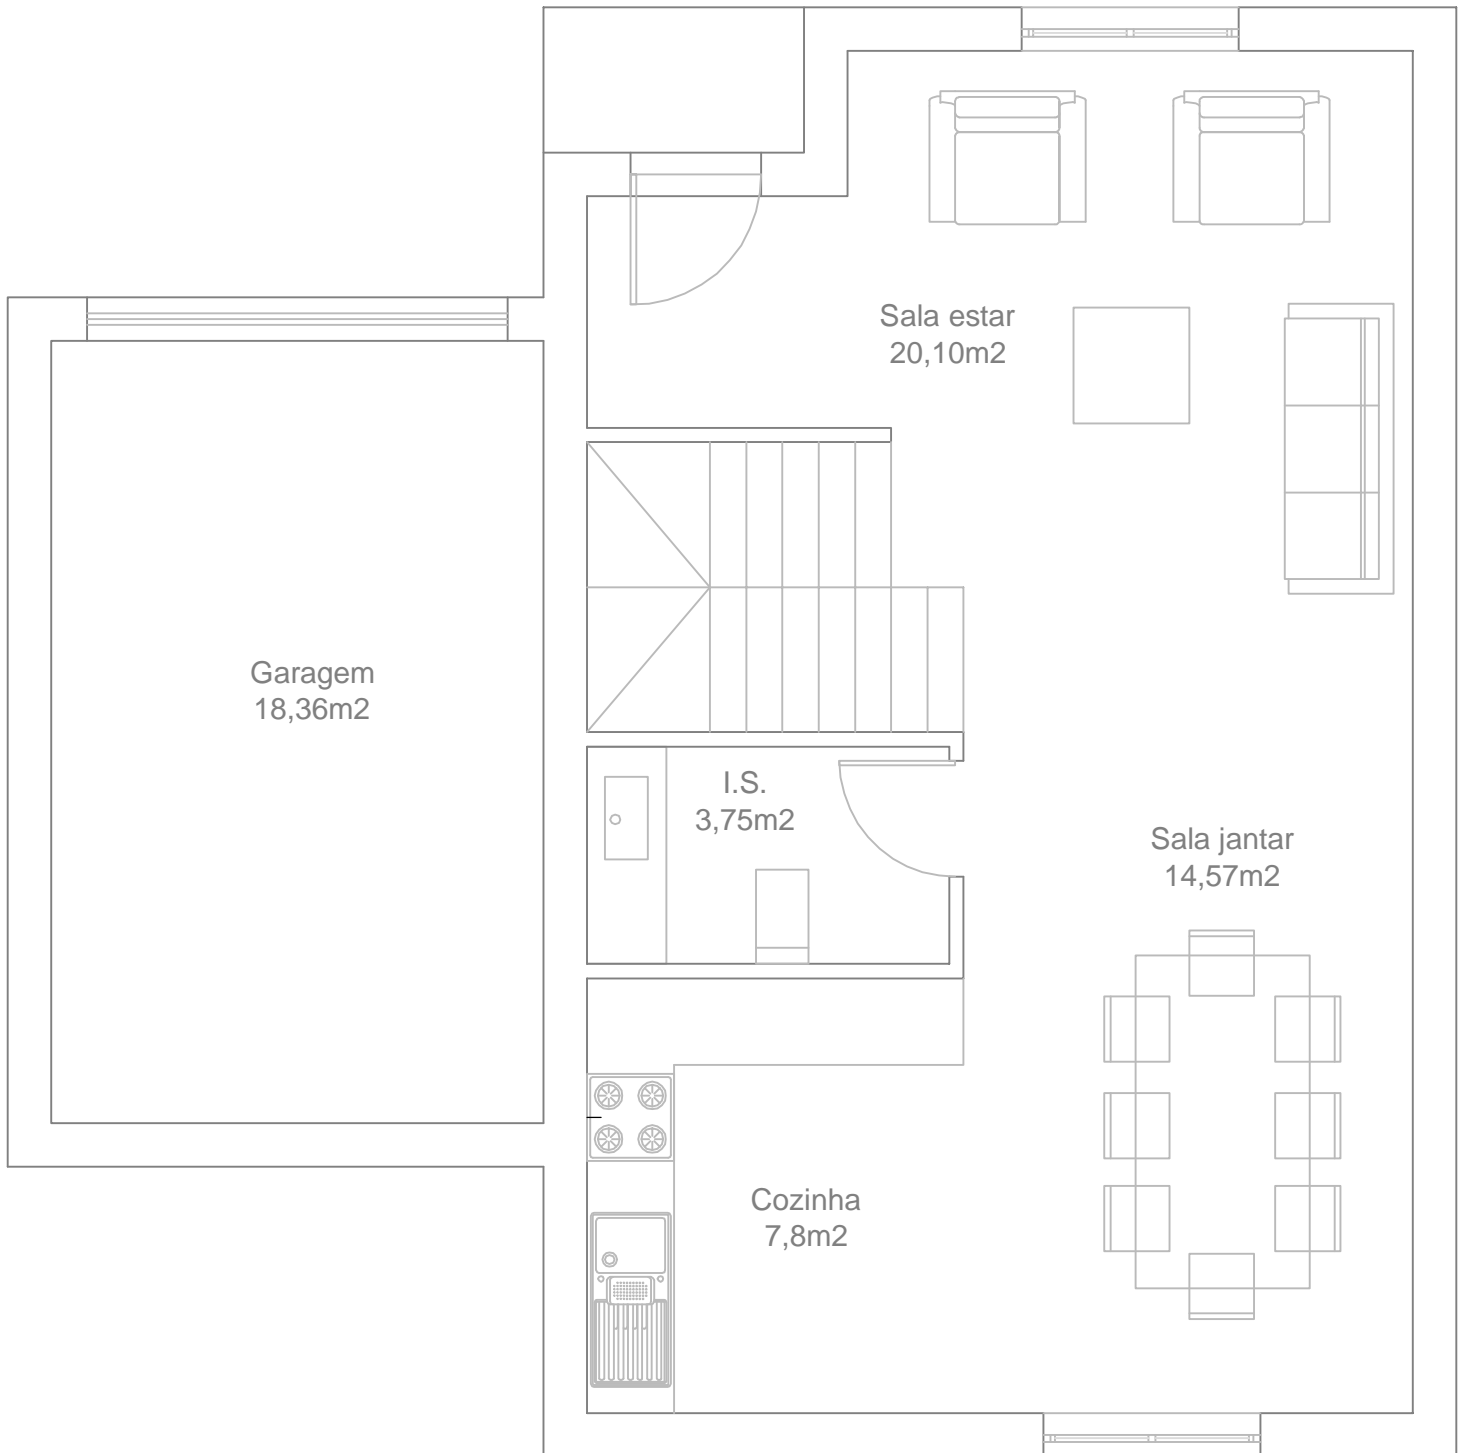 Sala estar
20,10m2
Garagem
18,36m2
I.S.
3,75m2
Sala jantar
14,57m2
Cozinha
7,8m2